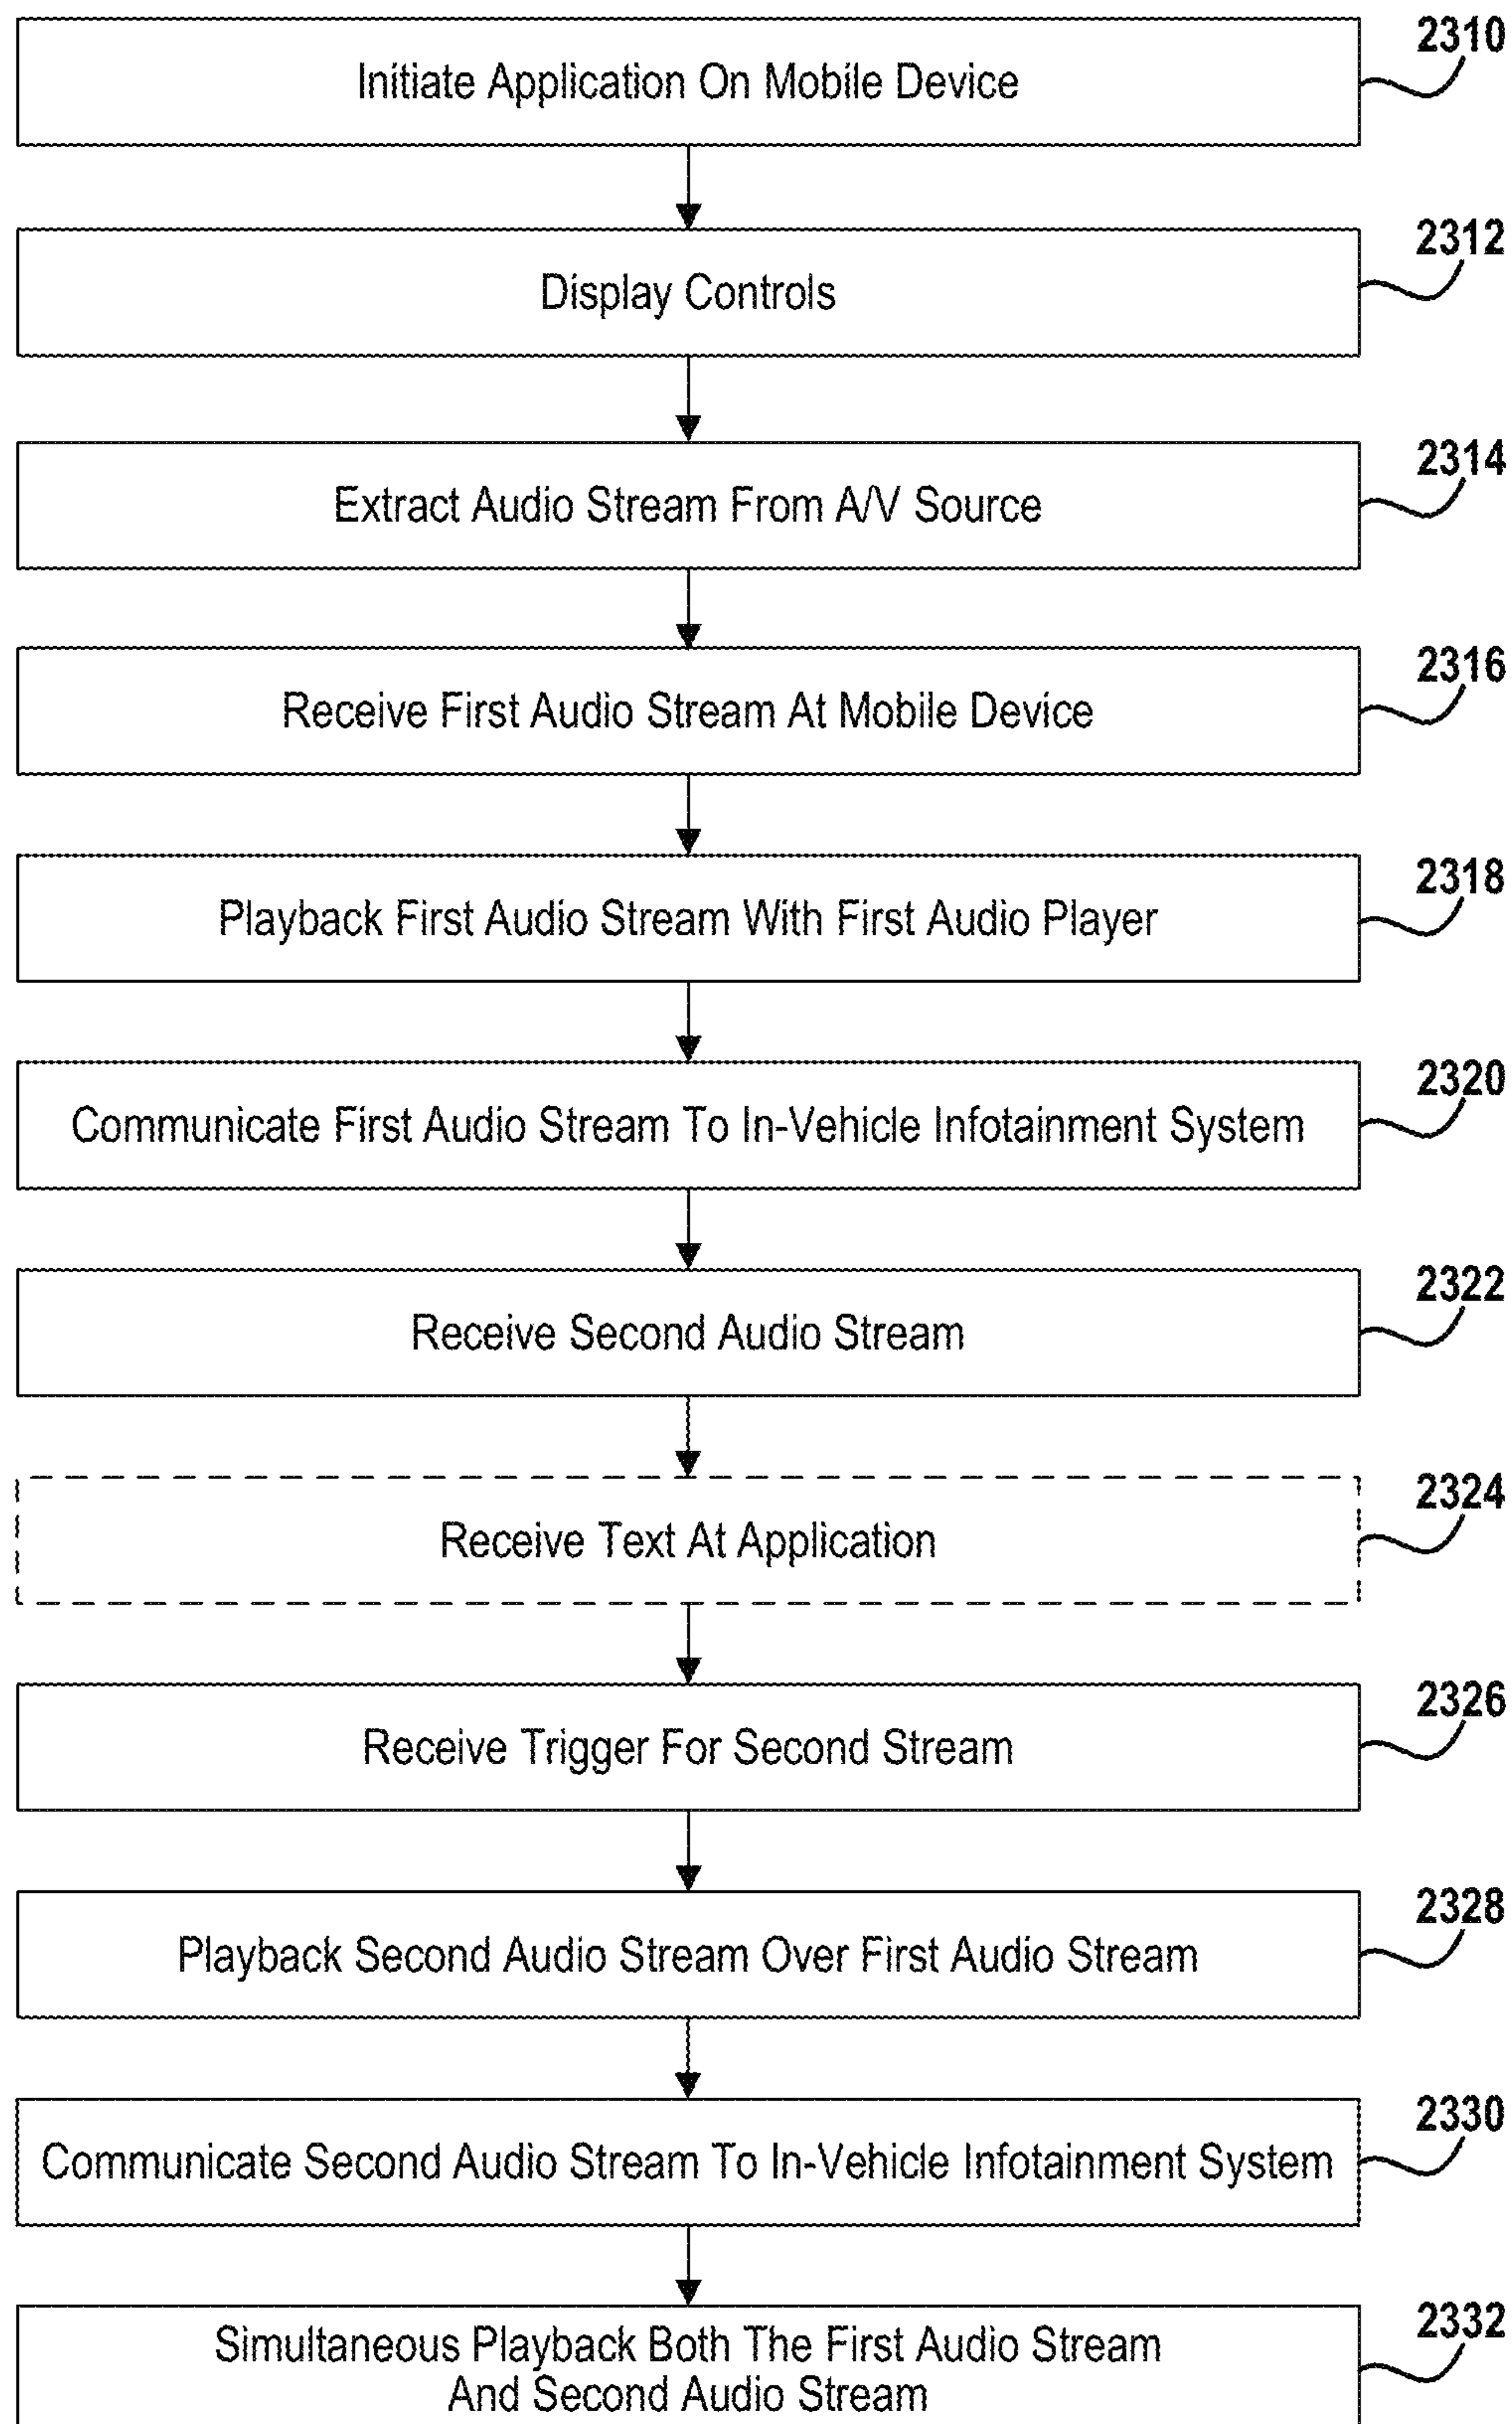 2310
Initiate Application On Mobile Device
2312
Display Controls
2314
Extract Audio Stream From A/V Source
2316
Receive First Audio Stream At Mobile Device
2318
Playback First Audio Stream With First Audio Player
2320
Communicate First Audio Stream To In-Vehicle Infotainment System
2322
Receive Second Audio Stream
2324
Receive Text At Application
2326
Receive Trigger For Second Stream
2328
Playback Second Audio Stream Over First Audio Stream
2330
Communicate Second Audio Stream To In-Vehicle Infotainment System
2332
Simultaneous Playback Both The First Audio Stream
And Second Audio Stream